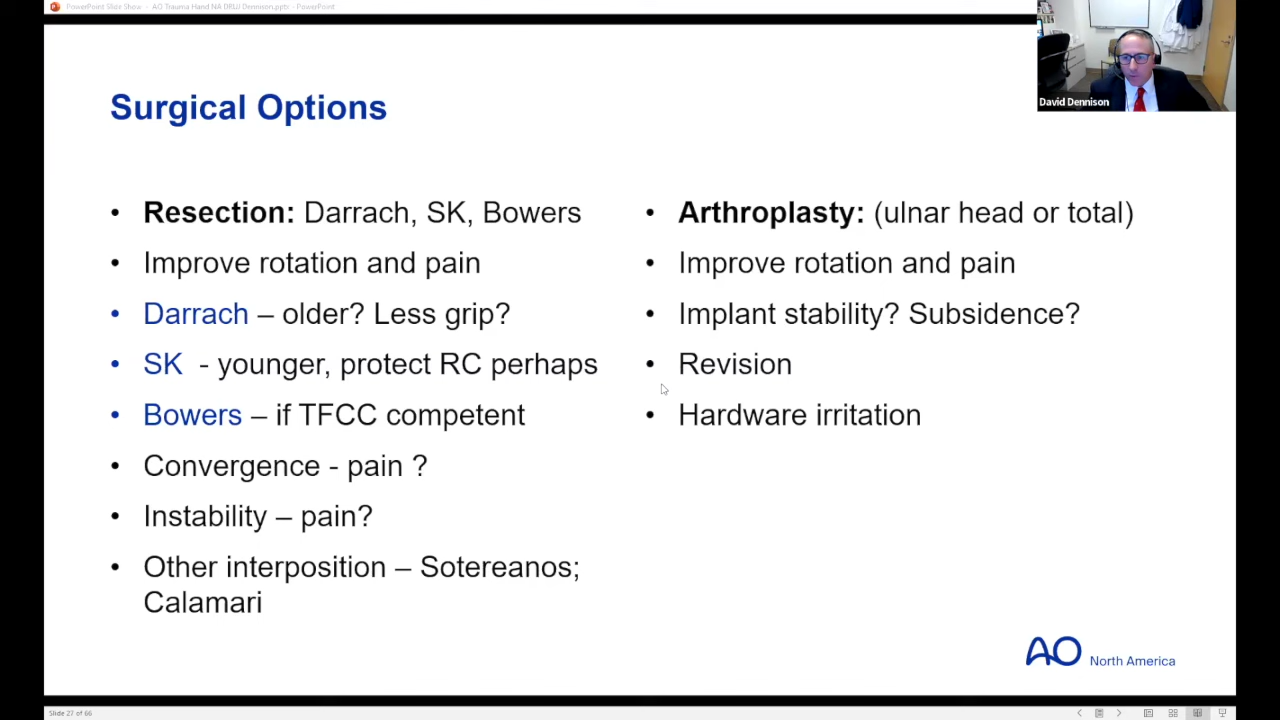 PowerPoint Slide Show - AO Trauma Hand NA DRUJ Dennison.pptx - PowerPoint
David Dennison
Surgical Options
• Resection: Darrach, SK, Bowers
• Improve rotation and pain
• Darrach – older? Less grip?
• SK - younger, protect RC perhaps
• Bowers – if TFCC competent
• Convergence - pain ?
• Instability – pain?
• Other interposition – Sotereanos;
Calamari
• Arthroplasty: (ulnar head or total)
• Improve rotation and pain
• Implant stability? Subsidence?
• Revision
• Hardware irritation
AO North America
Slide 27 of 66